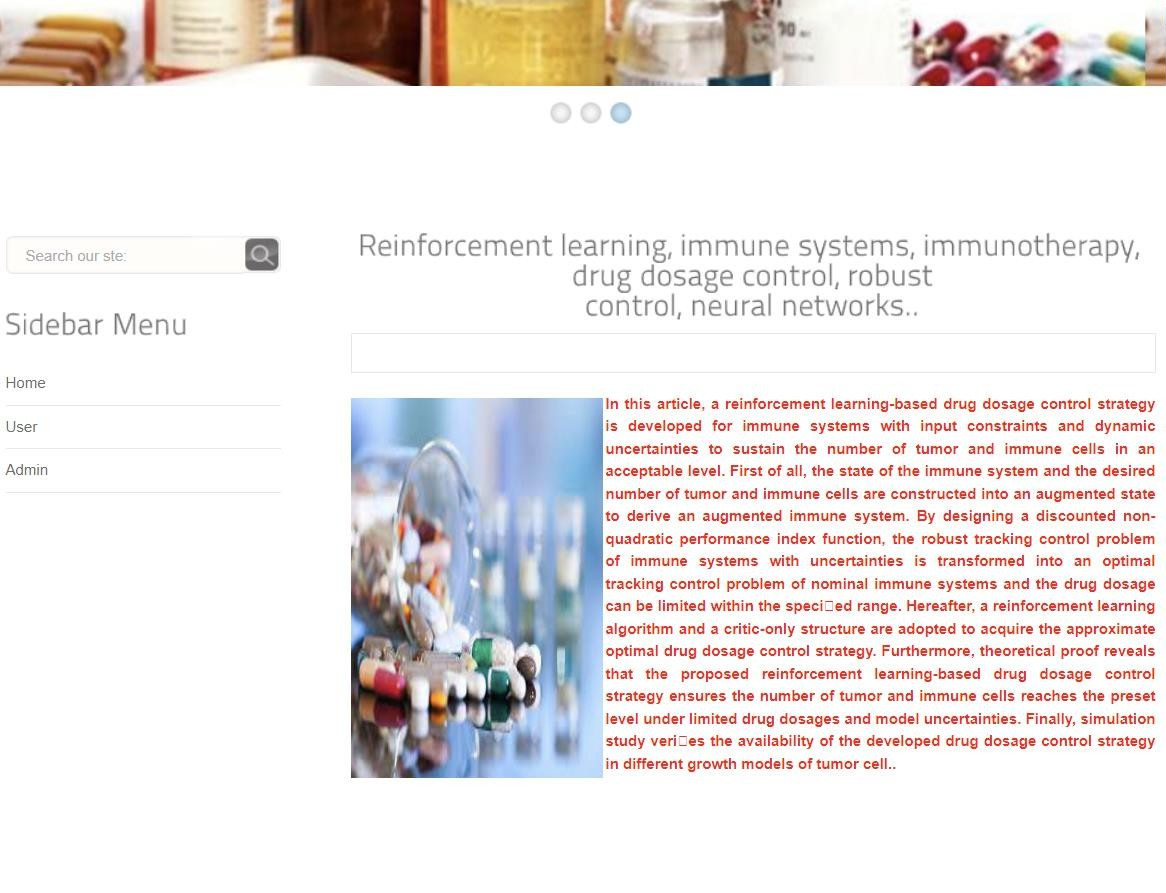 Search our ste:
Sidebar Menu
Home
User
Admin
Reinforcement learning, immune systems, immunotherapy,
drug dosage control, robust
control, neural networks..
In this article, a reinforcement learning-based drug dosage control strategy
is developed for immune systems with input constraints and dynamic
uncertainties to sustain the number of tumor and immune cells in an
acceptable level. First of all, the state of the immune system and the desired
number of tumor and immune cells are constructed into an augmented state
to derive an augmented immune system. By designing a discounted non-
quadratic performance index function, the robust tracking control problem
of immune systems with uncertainties is transformed into an optimal
tracking control problem of nominal immune systems and the drug dosage
can be limited within the speci▯ed range. Hereafter, a reinforcement learning
algorithm and a critic-only structure are adopted to acquire the approximate
optimal drug dosage control strategy. Furthermore, theoretical proof reveals
that the proposed reinforcement learning-based drug dosage control
strategy ensures the number of tumor and immune cells reaches the preset
level under limited drug dosages and model uncertainties. Finally, simulation
study veri▯es the availability of the developed drug dosage control strategy
in different growth models of tumor cell..